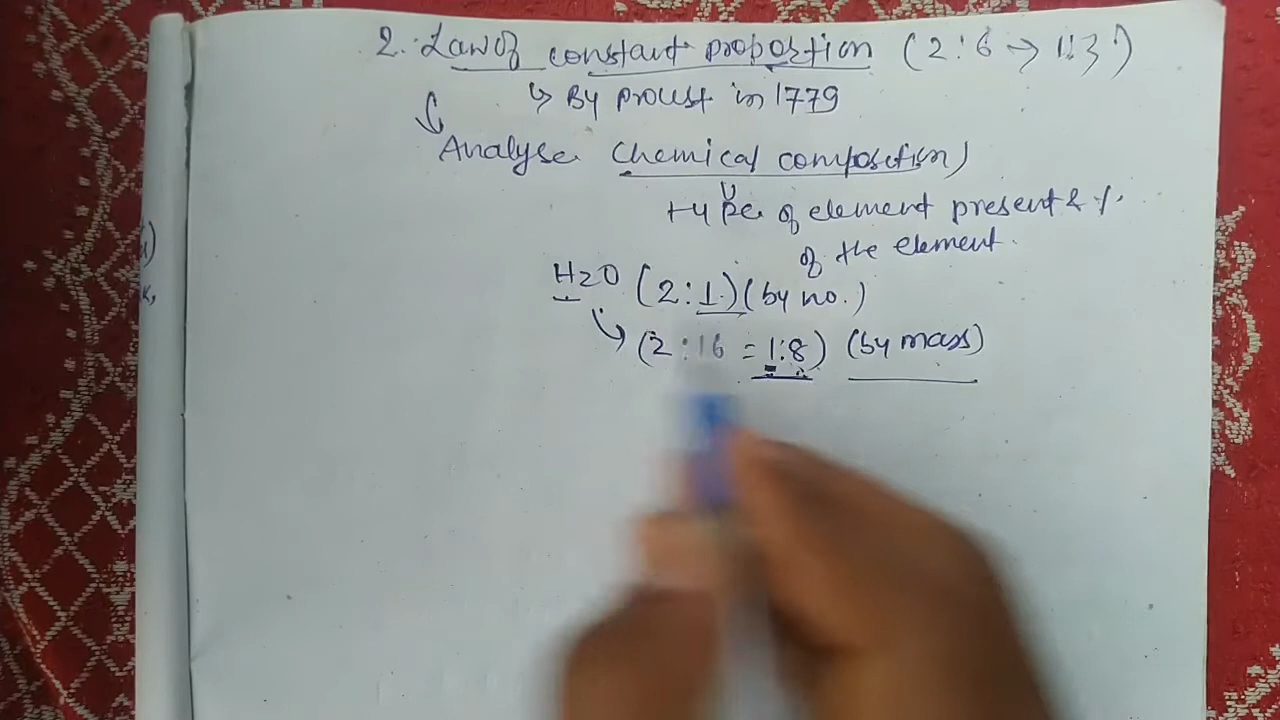 2. Law of constant proportion (2:6 → 1:3)
↳ By proust in 1779
Analyse chemical composition)
type of element present & %
of the element.
H2O (2:1) (by no.)
↳ (2:16 = 1:8) (by mass)